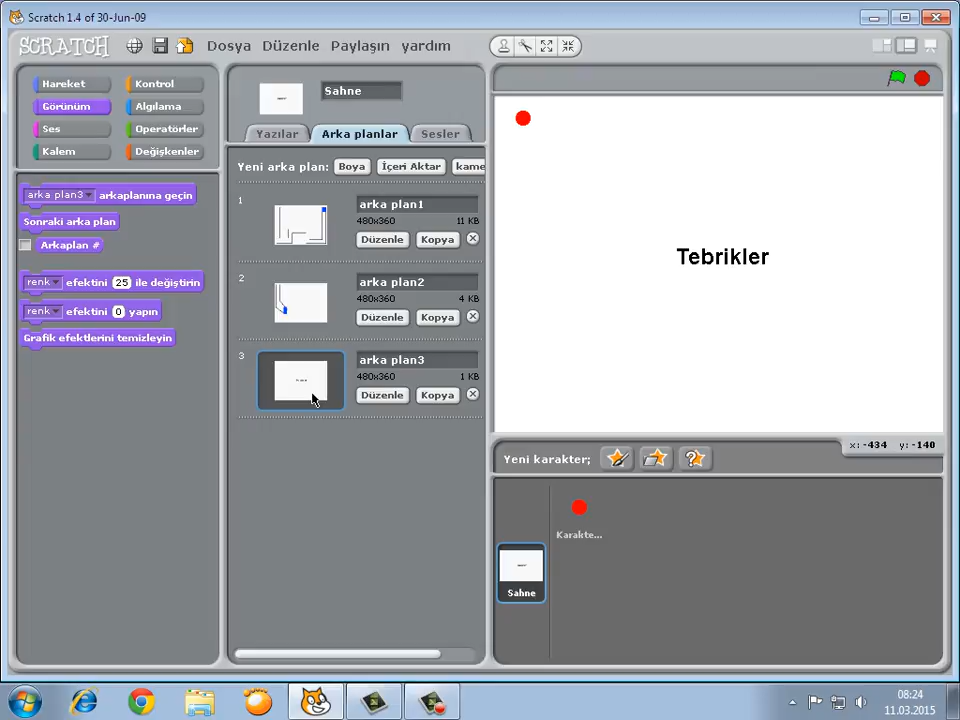 Scratch 1.4 of 30-Jun-09
SCRATCH
Dosya Düzenle Paylaşın yardım
Hareket Kontrol
Görünüm Algılama
Ses Operatörler
Kalem Değişkenler
Sahne
Yazılar Arka planlar Sesler
Yeni arka plan: Boya İçeri Aktar kame
arka plan3 arkaplanına geçin
Sonraki arka plan
Arkaplan #
renk efektini 25 ile değiştirin
renk efektini 0 yapın
Grafik efektlerini temizleyin
1 arka plan1
480x360 11 KB
Düzenle Kopya
2 arka plan2
480x360 4 KB
Düzenle Kopya
3 arka plan3
480x360 1 KB
Düzenle Kopya
Tebrikler
x: -434 y: -140
Yeni karakter;
Karakte...
Sahne
08:24
11.03.2015